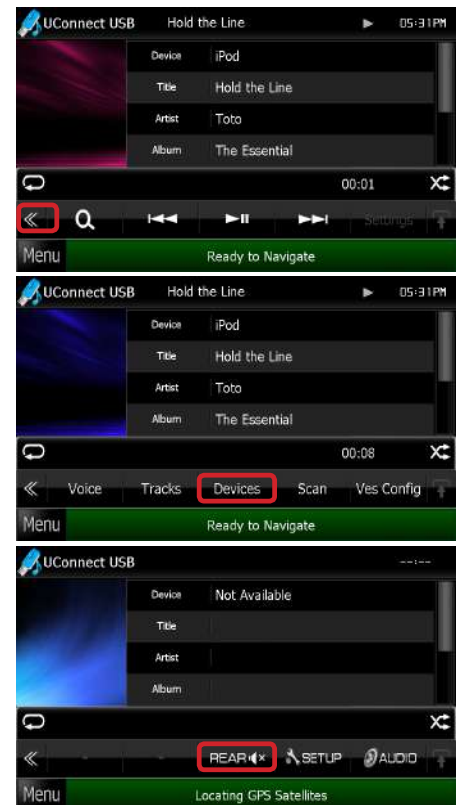 UConnect USB Hold the Line 05:31PM
Device iPod
Title Hold the Line
Artist Toto
Album The Essential
00:01
Settings
Menu Ready to Navigate
UConnect USB Hold the Line 05:31PM
Device iPod
Title Hold the Line
Artist Toto
Album The Essential
00:08
Voice Tracks Devices Scan Ves Config
Menu Ready to Navigate
UConnect USB --:--
Device Not Available
Title
Artist
Album
REAR SETUP AUDIO
Menu Locating GPS Satellites